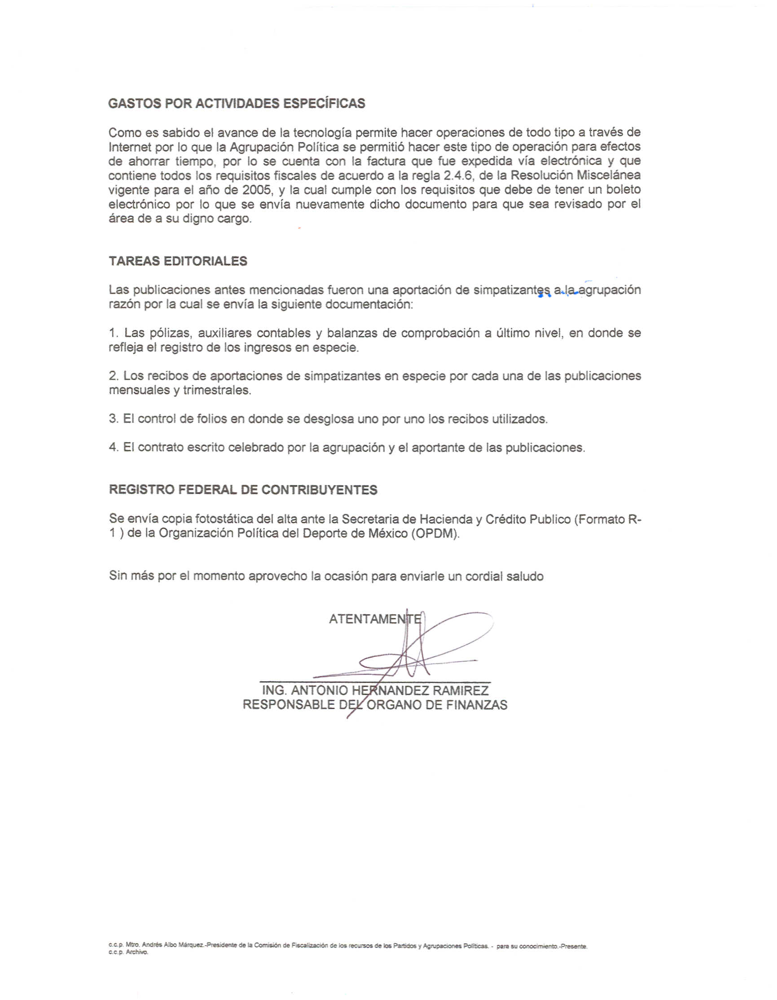 GASTOS POR ACTIVIDADES ESPECÍFICAS
Como es sabido el avance de la tecnología permite hacer operaciones de todo tipo a través de
Internet por lo que la Agrupación Política se permitió hacer este tipo de operación para efectos
de ahorrar tiempo, por lo se cuenta con la factura que fue expedida vía electrónica y que
contiene todos los requisitos fiscales de acuerdo a la regla 2.4.6, de la Resolución Miscelánea
vigente para el año de 2005, y la cual cumple con los requisitos que debe de tener un boleto
electrónico por lo que se envía nuevamente dicho documento para que sea revisado por el
área de a su digno cargo.
TAREAS EDITORIALES
Las publicaciones antes mencionadas fueron una aportación de simpatizantes a la agrupación
razón por la cual se envía la siguiente documentación:
1. Las pólizas, auxiliares contables y balanzas de comprobación a último nivel, en donde se
refleja el registro de los ingresos en especie.
2. Los recibos de aportaciones de simpatizantes en especie por cada una de las publicaciones
mensuales y trimestrales.
3. El control de folios en donde se desglosa uno por uno los recibos utilizados.
4. El contrato escrito celebrado por la agrupación y el aportante de las publicaciones.
REGISTRO FEDERAL DE CONTRIBUYENTES
Se envía copia fotostática del alta ante la Secretaria de Hacienda y Crédito Publico (Formato R-
1 ) de la Organización Política del Deporte de México (OPDM).
Sin más por el momento aprovecho la ocasión para enviarle un cordial saludo
ATENTAMENTE
ING. ANTONIO HERNANDEZ RAMIREZ
RESPONSABLE DEL ORGANO DE FINANZAS
c.c.p. Mtro. Andrés Albo Márquez.-Presidente de la Comisión de Fiscalización de los recursos de los Partidos y Agrupaciones Políticas. - para su conocimiento.-Presente.
c.c.p. Archivo.